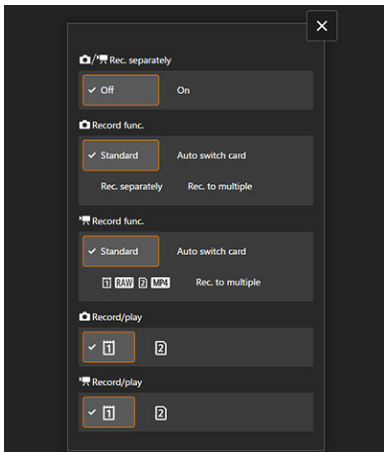 / Rec. separately
Off On
Record func.
Standard Auto switch card
Rec. separately Rec. to multiple
Record func.
Standard Auto switch card
1 RAW 2 MP4 Rec. to multiple
Record/play
1 2
Record/play
1 2